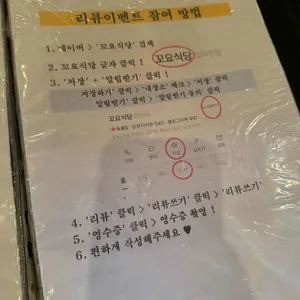 리뷰이벤트 참여 방법
1. 네이버 > '꼬요식당' 검색
2. 꼬요식당 글자 클릭 !
꼬요식당
3. '저장' + '알림받기' 클릭 !
저장하기' 클릭 > '내장소' 체크 > '저장' 클릭
알림받기' 클릭 > '알림받기 동의' 클릭
꼬요식당
4. '리뷰' 클릭 > '리뷰쓰기' 클릭 > '리뷰쓰기'
5. '영수증' 클릭 > 영수증 촬영 !
6. 편하게 작성해주세요 ♥